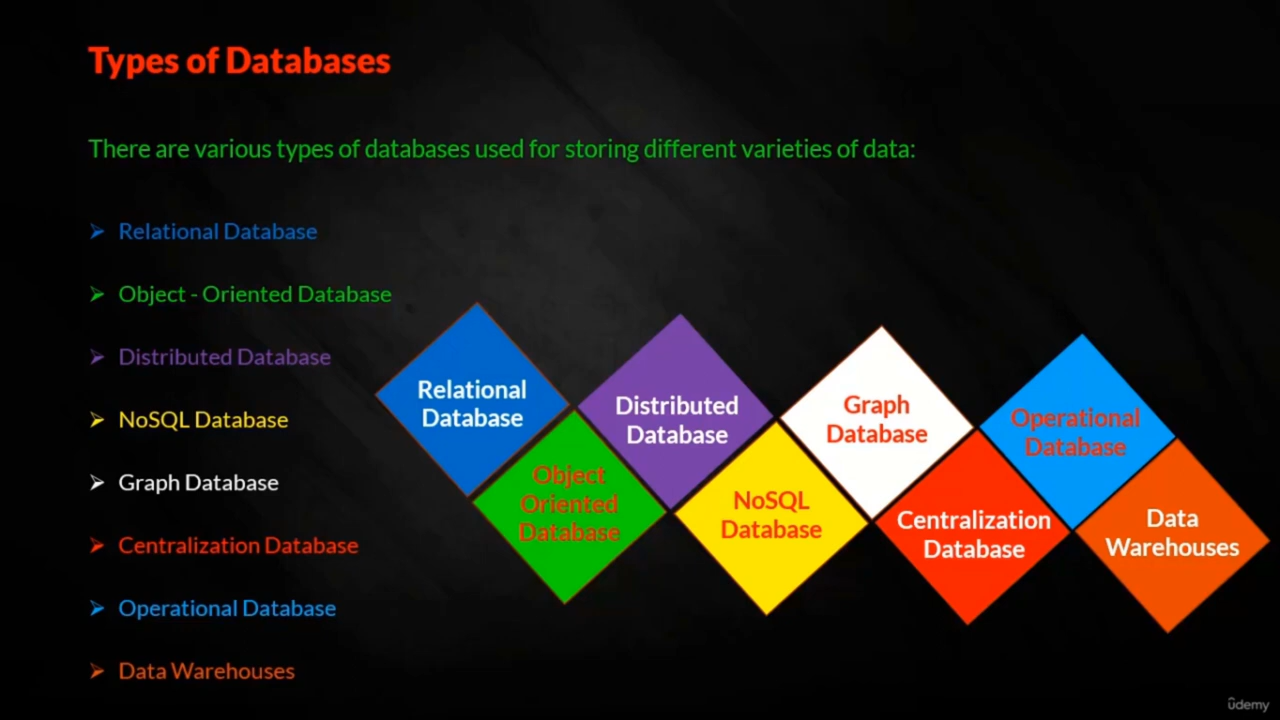 Types of Databases
There are various types of databases used for storing different varieties of data:
➢ Relational Database
➢ Object - Oriented Database
➢ Distributed Database
➢ NoSQL Database
➢ Graph Database
➢ Centralization Database
➢ Operational Database
➢ Data Warehouses
Relational
Database
Object
Oriented
Database
Distributed
Database
NoSQL
Database
Graph
Database
Centralization
Database
Operational
Database
Data
Warehouses
ûdemy